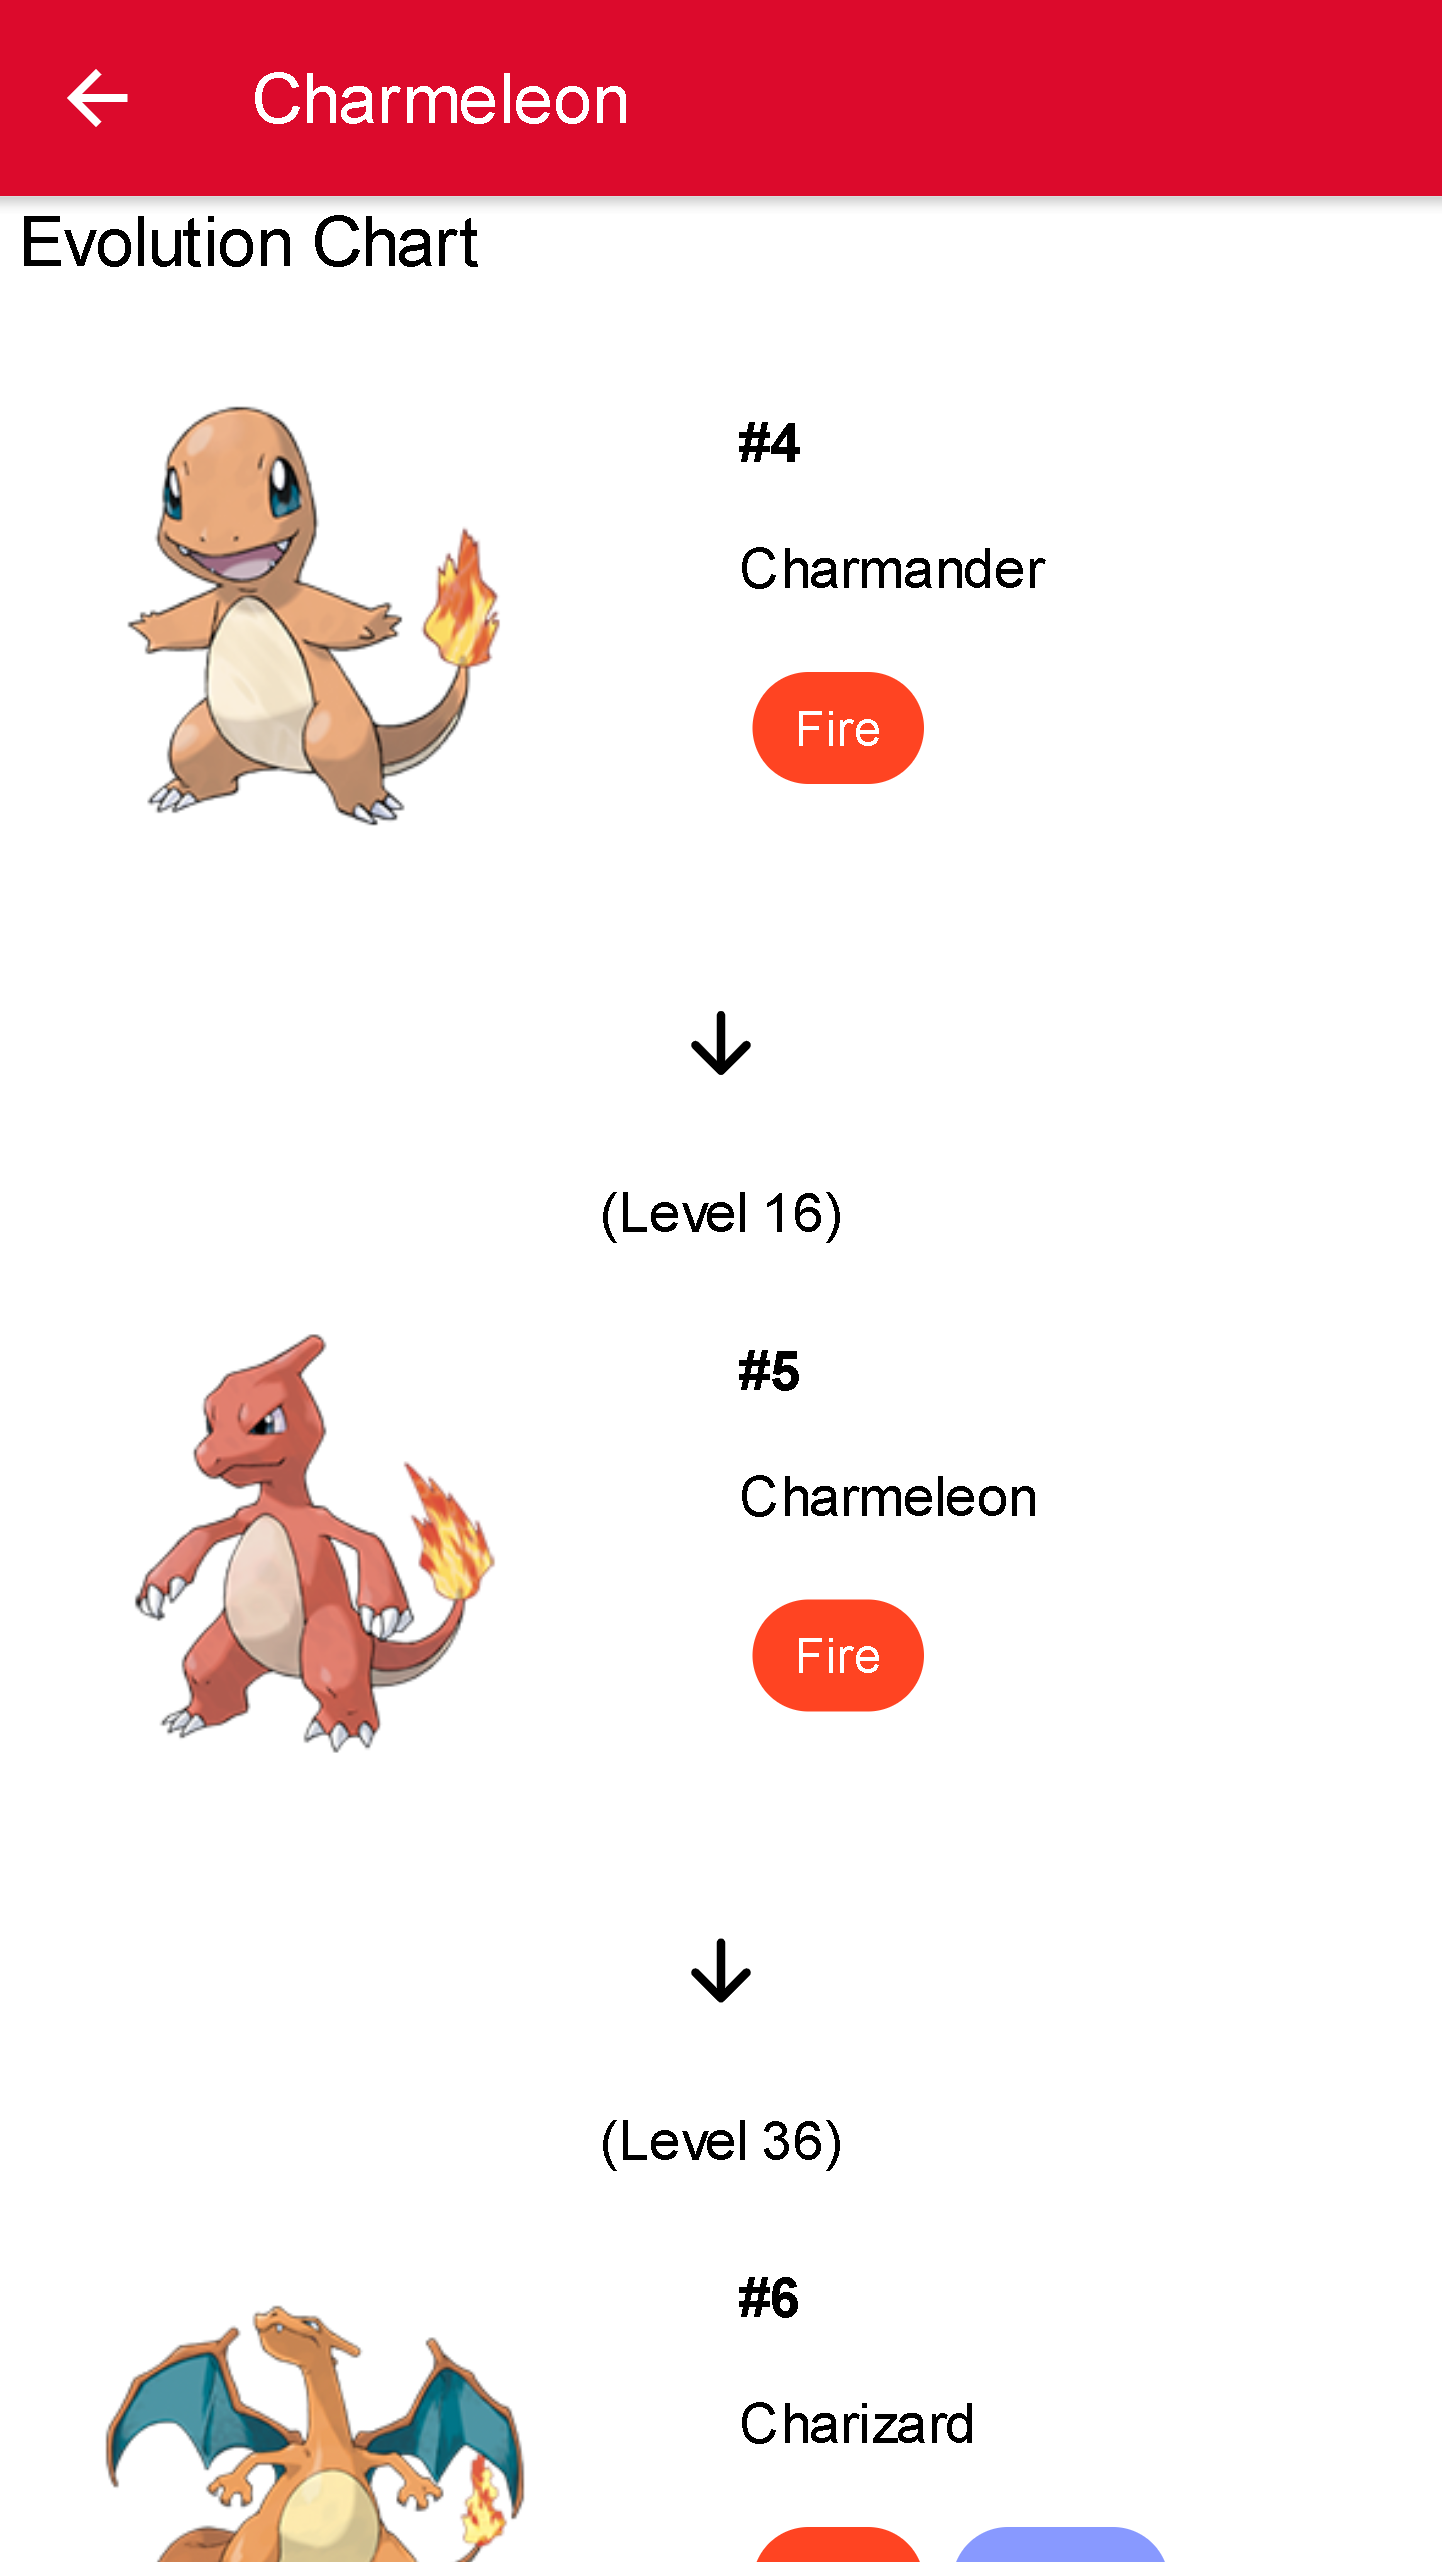 Charmeleon
Evolution Chart
#4
Charmander
Fire
(Level 16)
#5
Charmeleon
Fire
(Level 36)
#6
Charizard